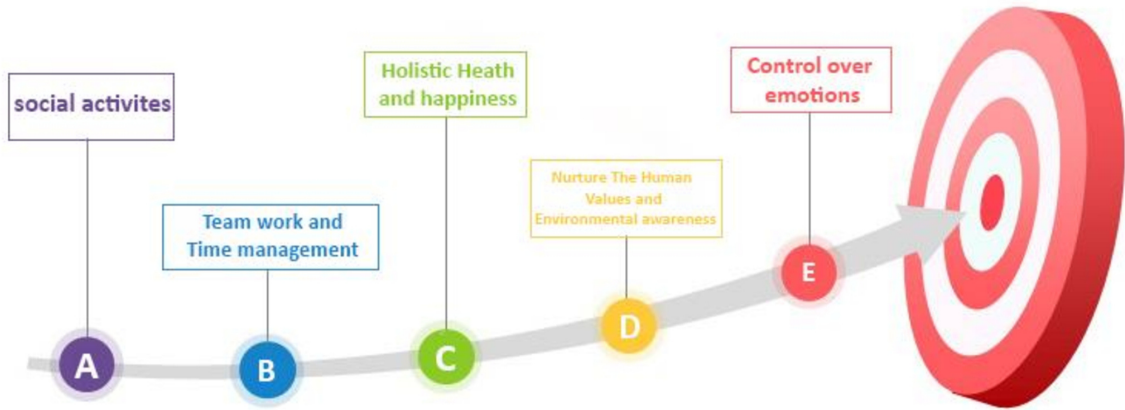 social activites
A
Team work and
Time management
B
Holistic Heath
and happiness
C
Nurture The Human
Values and
Environmental awareness
D
Control over
emotions
E